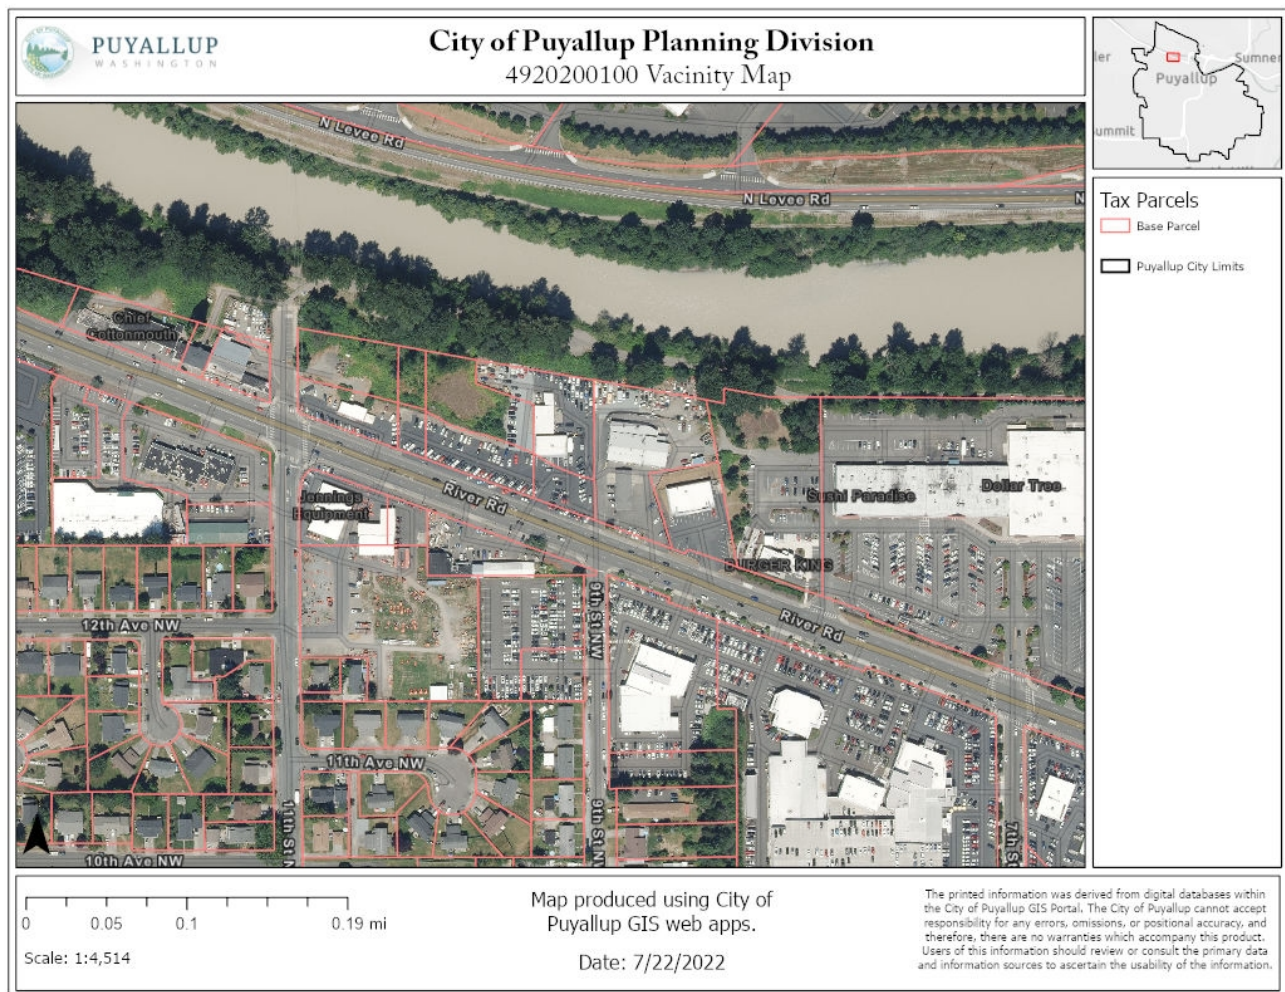 PUYALLUP
WASHINGTON
City of Puyallup Planning Division
4920200100 Vacinity Map
Sumner
Puyallup
Summit
Tax Parcels
Base Parcel
Puyallup City Limits
N Levee Rd
N Levee Rd
N
Chief
Cottonmouth
Jennings
Equipment
River Rd
Sushi Paradise
Dollar Tree
BURGER KING
River Rd
12th Ave NW
9th St NW
11th Ave NW
10th Ave NW
11th St N
9th St NW
7th St
0 0.05 0.1 0.19 mi
Scale: 1:4,514
Map produced using City of
Puyallup GIS web apps.
Date: 7/22/2022
The printed information was derived from digital databases within
the City of Puyallup GIS Portal. The City of Puyallup cannot accept
responsibility for any errors, omissions, or positional accuracy, and
therefore, there are no warranties which accompany this product.
Users of this information should review or consult the primary data
and information sources to ascertain the usability of the information.